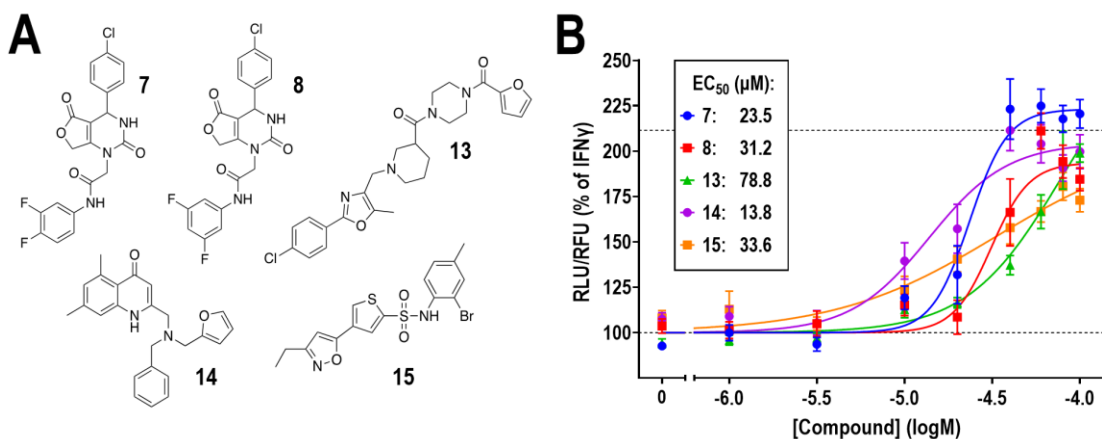 A
B
Cl
7
O
NH
O
N
O
O
NH
F
F
Cl
8
O
NH
O
N
O
O
NH
F
F
O
N
O
N
O
N
13
N
O
Cl
O
N
H
N
O
14
S
O
S
O
NH
Br
N
O
15
250
225
200
175
150
125
100
75
RLU/RFU (% of IFNγ)
EC50 (µM):
7: 23.5
8: 31.2
13: 78.8
14: 13.8
15: 33.6
0 -6.0 -5.5 -5.0 -4.5 -4.0
[Compound] (logM)